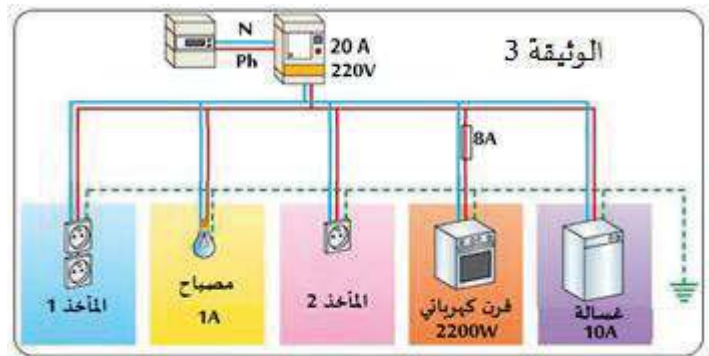 الوثيقة 3
N
Ph
20 A
220V
8A
المأخذ 1
مصباح
1A
المأخذ 2
فرن كهربائي
2200W
غسالة
10A